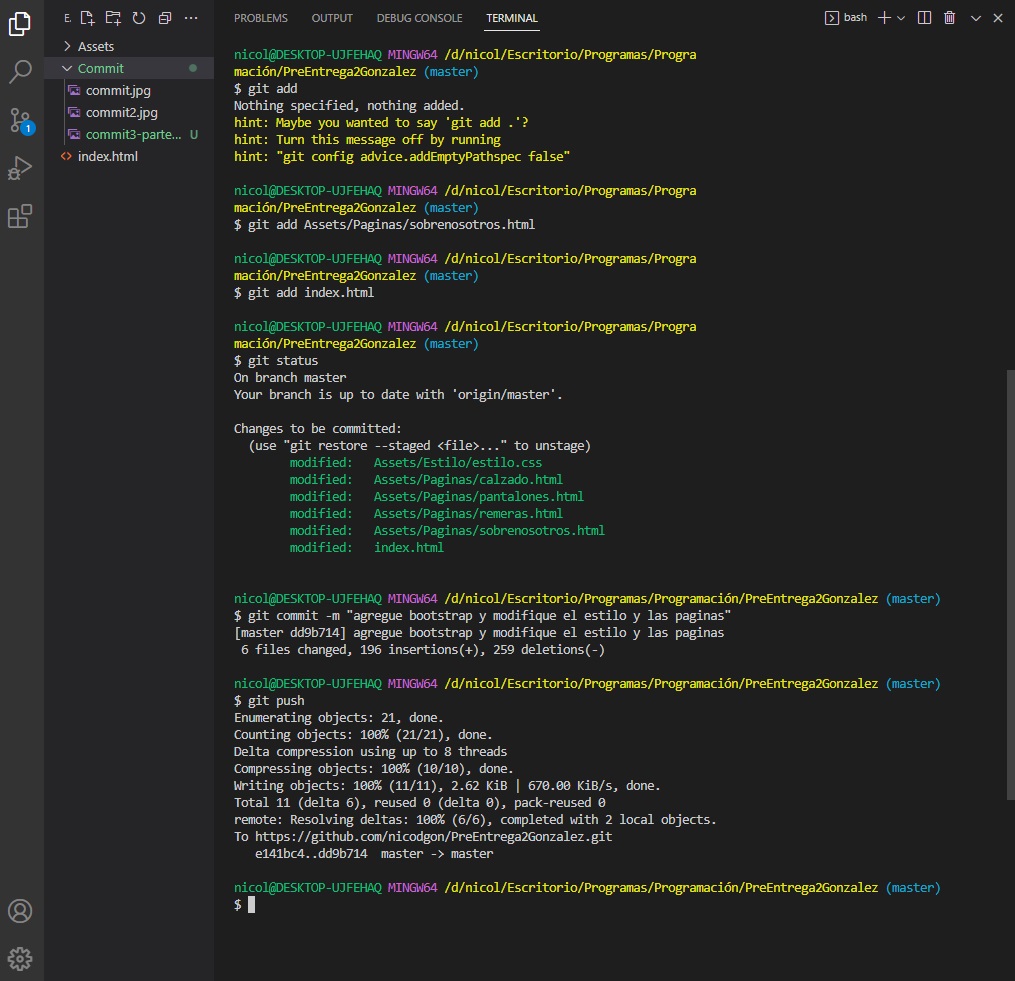 E.
PROBLEMS OUTPUT DEBUG CONSOLE TERMINAL
bash
Assets
Commit
commit.jpg
commit2.jpg
commit3-parte... U
index.html
1
nicol@DESKTOP-UJFEHAQ MINGW64 /d/nicol/Escritorio/Programas/Progra
mación/PreEntrega2Gonzalez (master)
$ git add
Nothing specified, nothing added.
hint: Maybe you wanted to say 'git add .'?
hint: Turn this message off by running
hint: "git config advice.addEmptyPathspec false"
nicol@DESKTOP-UJFEHAQ MINGW64 /d/nicol/Escritorio/Programas/Progra
mación/PreEntrega2Gonzalez (master)
$ git add Assets/Paginas/sobrenosotros.html
nicol@DESKTOP-UJFEHAQ MINGW64 /d/nicol/Escritorio/Programas/Progra
mación/PreEntrega2Gonzalez (master)
$ git add index.html
nicol@DESKTOP-UJFEHAQ MINGW64 /d/nicol/Escritorio/Programas/Progra
mación/PreEntrega2Gonzalez (master)
$ git status
On branch master
Your branch is up to date with 'origin/master'.
Changes to be committed:
(use "git restore --staged <file>..." to unstage)
modified: Assets/Estilo/estilo.css
modified: Assets/Paginas/calzado.html
modified: Assets/Paginas/pantalones.html
modified: Assets/Paginas/remeras.html
modified: Assets/Paginas/sobrenosotros.html
modified: index.html
nicol@DESKTOP-UJFEHAQ MINGW64 /d/nicol/Escritorio/Programas/Programación/PreEntrega2Gonzalez (master)
$ git commit -m "agregue bootstrap y modifique el estilo y las paginas"
[master dd9b714] agregue bootstrap y modifique el estilo y las paginas
6 files changed, 196 insertions(+), 259 deletions(-)
nicol@DESKTOP-UJFEHAQ MINGW64 /d/nicol/Escritorio/Programas/Programación/PreEntrega2Gonzalez (master)
$ git push
Enumerating objects: 21, done.
Counting objects: 100% (21/21), done.
Delta compression using up to 8 threads
Compressing objects: 100% (10/10), done.
Writing objects: 100% (11/11), 2.62 KiB | 670.00 KiB/s, done.
Total 11 (delta 6), reused 0 (delta 0), pack-reused 0
remote: Resolving deltas: 100% (6/6), completed with 2 local objects.
To https://github.com/nicodgon/PreEntrega2Gonzalez.git
e141bc4..dd9b714 master -> master
nicol@DESKTOP-UJFEHAQ MINGW64 /d/nicol/Escritorio/Programas/Programación/PreEntrega2Gonzalez (master)
$